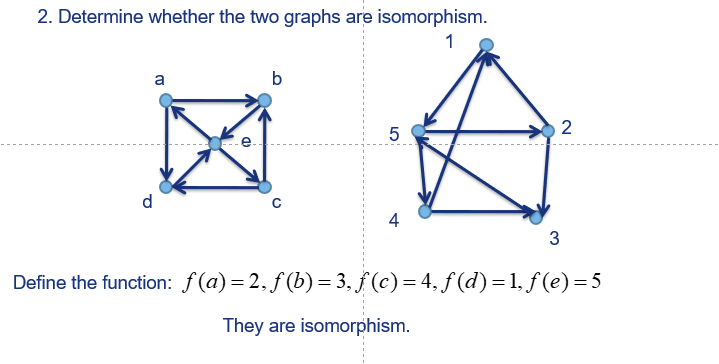 2. Determine whether the two graphs are isomorphism.
1
a
b
5
2
e
d
c
4
3
Define the function: f(a)=2, f(b)=3, f(c)=4, f(d)=1, f(e)=5
They are isomorphism.